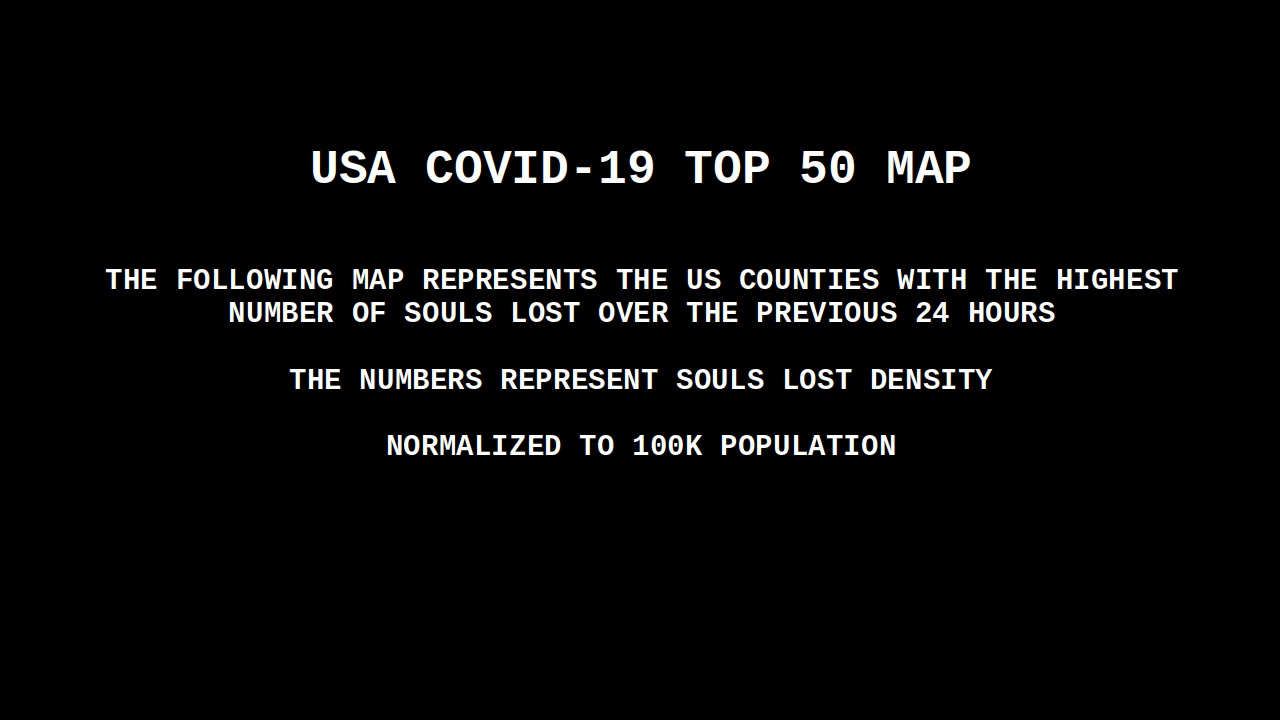 USA COVID-19 TOP 50 MAP
THE FOLLOWING MAP REPRESENTS THE US COUNTIES WITH THE HIGHEST
NUMBER OF SOULS LOST OVER THE PREVIOUS 24 HOURS
THE NUMBERS REPRESENT SOULS LOST DENSITY
NORMALIZED TO 100K POPULATION